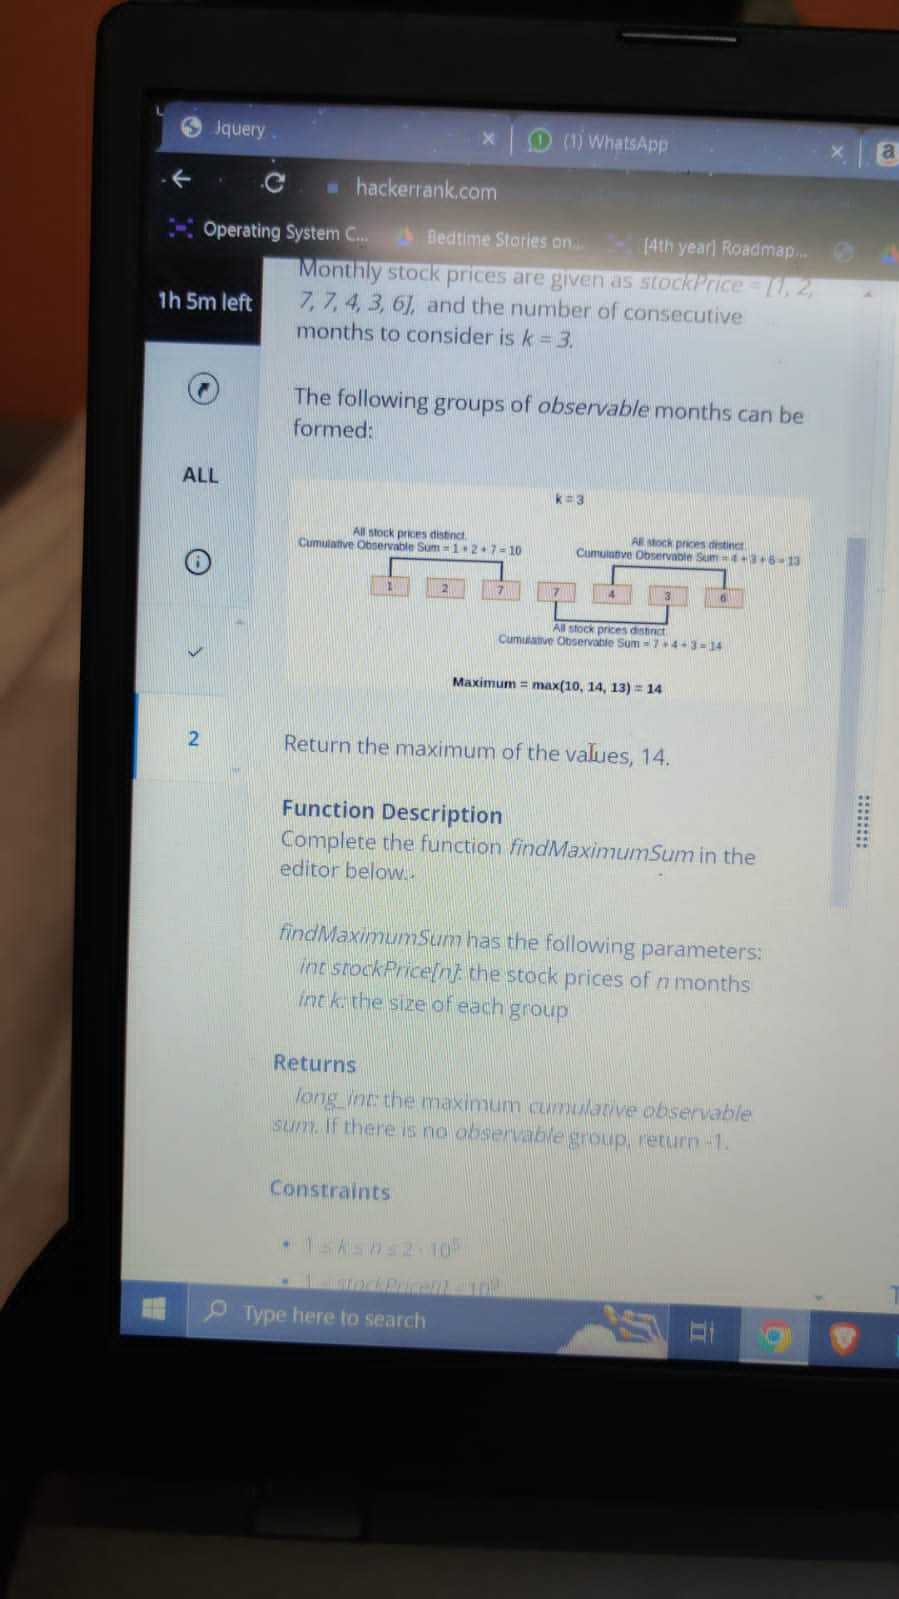 Jquery
(1) WhatsApp
a
hackerrank.com
Operating System C...
Bedtime Stories on...
[4th year] Roadmap...
1h 5m left
Monthly stock prices are given as stockPrice = [1, 2,
7, 7, 4, 3, 6], and the number of consecutive
months to consider is k = 3.
The following groups of observable months can be
formed:
ALL
k = 3
All stock prices distinct.
Cumulative Observable Sum = 1 + 2 + 7 = 10
All stock prices distinct.
Cumulative Observable Sum = 4 + 3 + 6 = 13
1 2 7 7 4 3 6
All stock prices distinct.
Cumulative Observable Sum = 7 + 4 + 3 = 14
Maximum = max(10, 14, 13) = 14
2
Return the maximum of the values, 14.
Function Description
Complete the function findMaximumSum in the
editor below..
findMaximumSum has the following parameters:
int stockPrice[n]: the stock prices of n months
int k: the size of each group
Returns
long_int: the maximum cumulative observable
sum. If there is no observable group, return -1.
Constraints
• 1 ≤ k ≤ n ≤ 2 · 10⁵
Type here to search